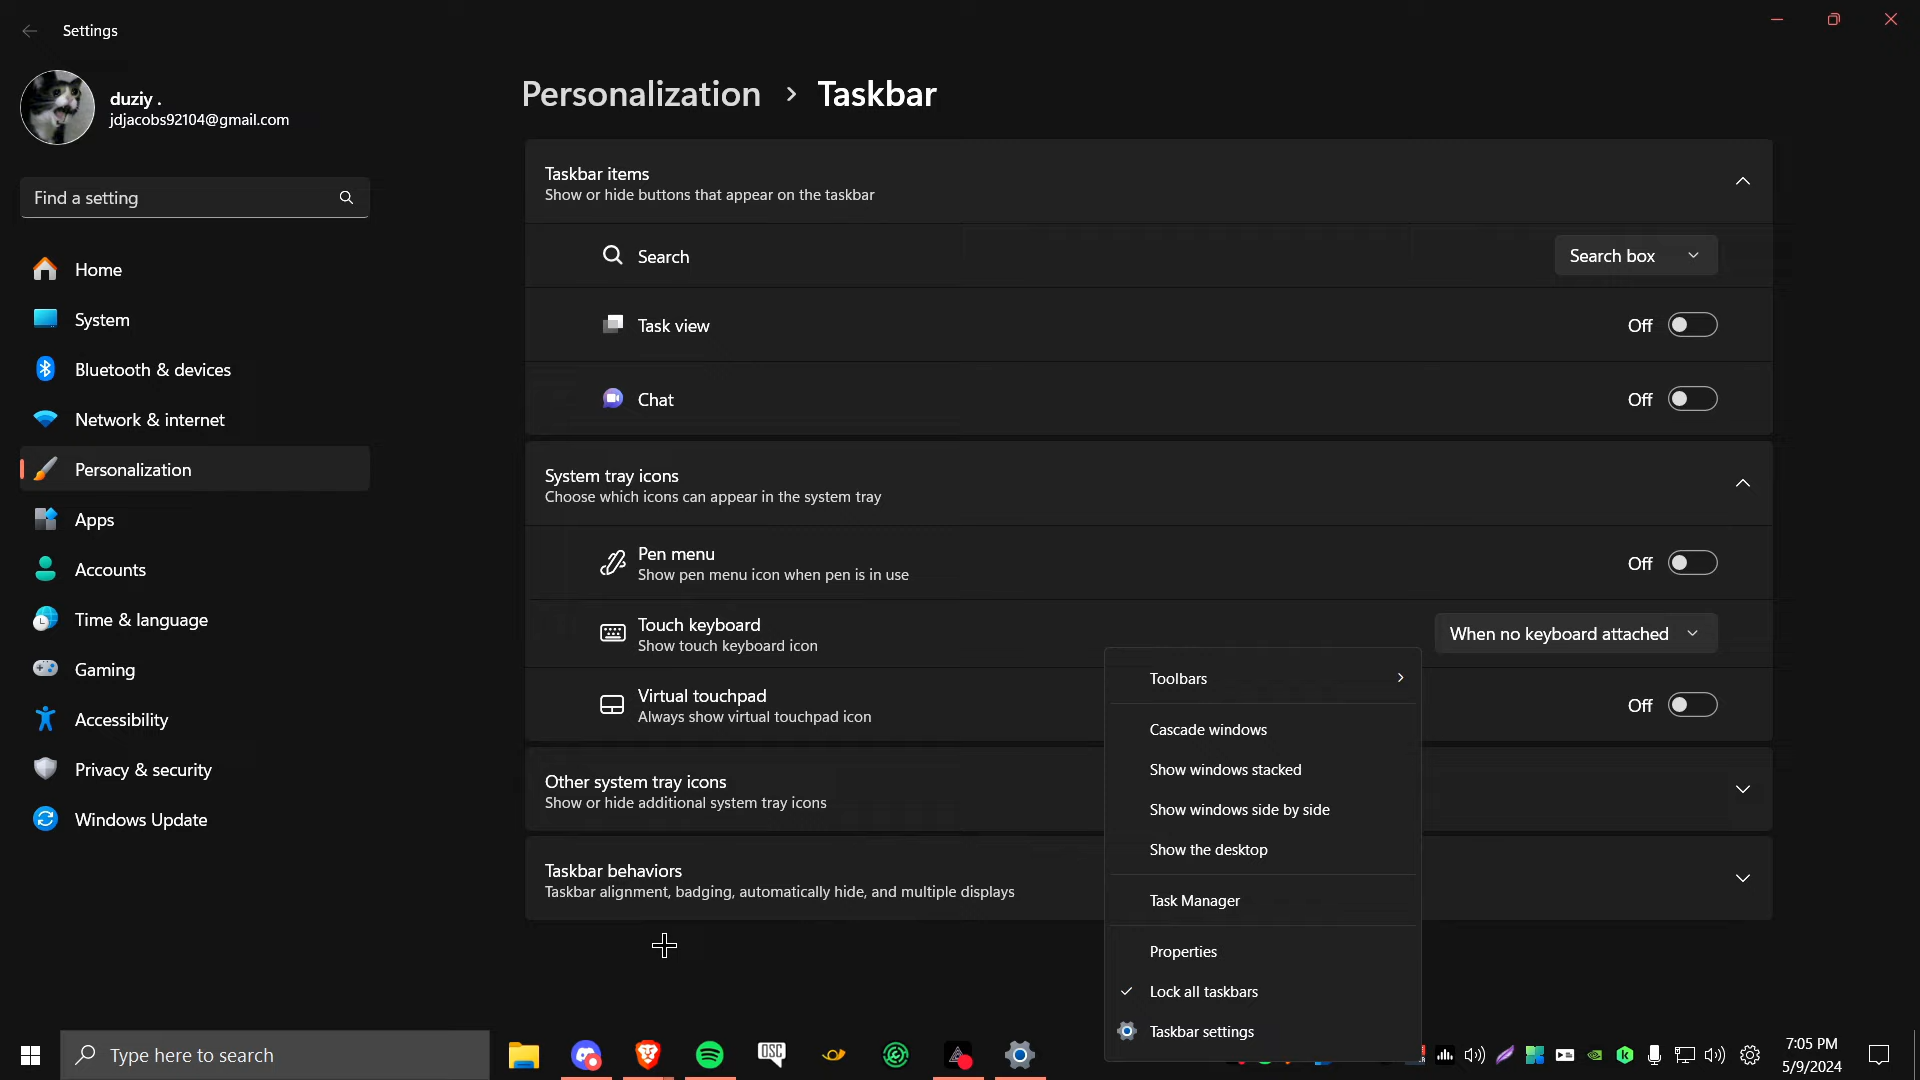 Settings
duziy .
jdjacobs92104@gmail.com
Find a setting
Home
System
Bluetooth & devices
Network & internet
Personalization
Apps
Accounts
Time & language
Gaming
Accessibility
Privacy & security
Windows Update
Personalization > Taskbar
Taskbar items
Show or hide buttons that appear on the taskbar
Search
Search box
Task view
Off
Chat
Off
System tray icons
Choose which icons can appear in the system tray
Pen menu
Show pen menu icon when pen is in use
Off
Touch keyboard
Show touch keyboard icon
When no keyboard attached
Virtual touchpad
Always show virtual touchpad icon
Off
Other system tray icons
Show or hide additional system tray icons
Taskbar behaviors
Taskbar alignment, badging, automatically hide, and multiple displays
Toolbars
Cascade windows
Show windows stacked
Show windows side by side
Show the desktop
Task Manager
Properties
Lock all taskbars
Taskbar settings
Type here to search
OSC
7:05 PM
5/9/2024